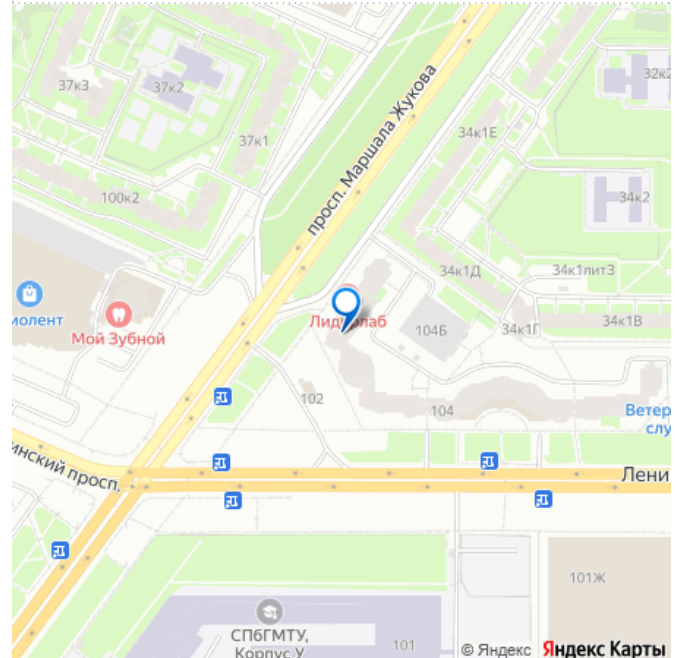 37к3
37к2
32к2
37к1
34к1Е
просп. Маршала Жукова
100к2
34к2
34к1Д
34к1литЗ
молент
Мой Зубной
104Б
34к1Г
34к1В
102
104
Ветер
слу
инский просп.
Лени
101Ж
СПбГМТУ,
Корпус У
101
© Яндекс Яндекс Карты